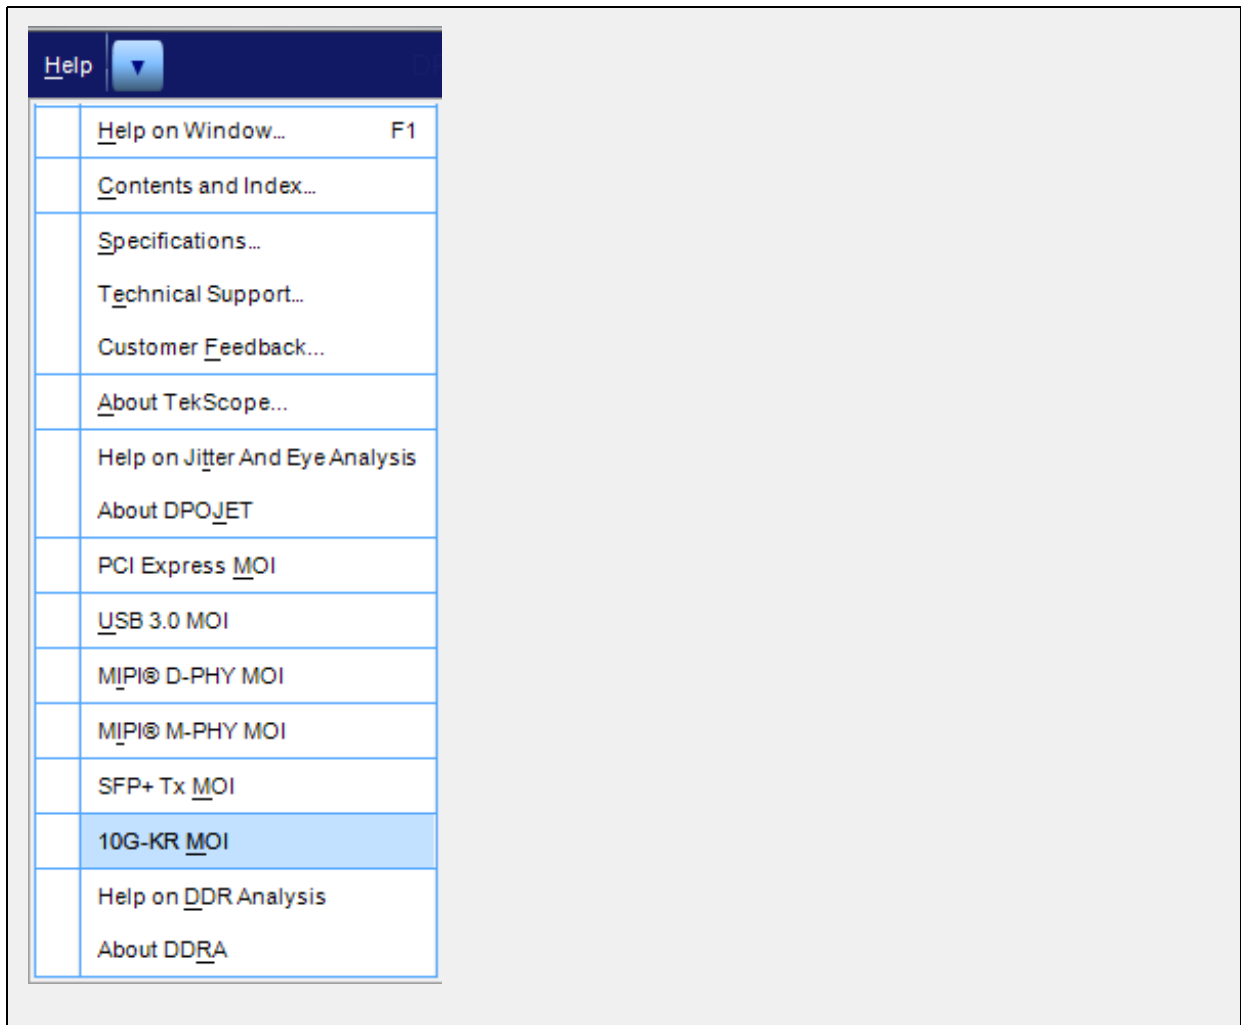 Help
Help on Window... F1
Contents and Index...
Specifications...
Technical Support...
Customer Feedback...
About TekScope...
Help on Jitter And Eye Analysis
About DPOJET
PCI Express MOI
USB 3.0 MOI
MIPI® D-PHY MOI
MIPI® M-PHY MOI
SFP+ Tx MOI
10G-KR MOI
Help on DDR Analysis
About DDRA